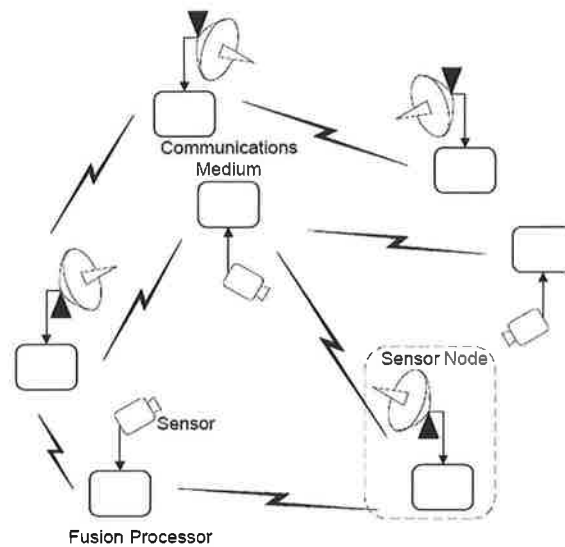 Communications
Medium
Sensor Node
Sensor
Fusion Processor